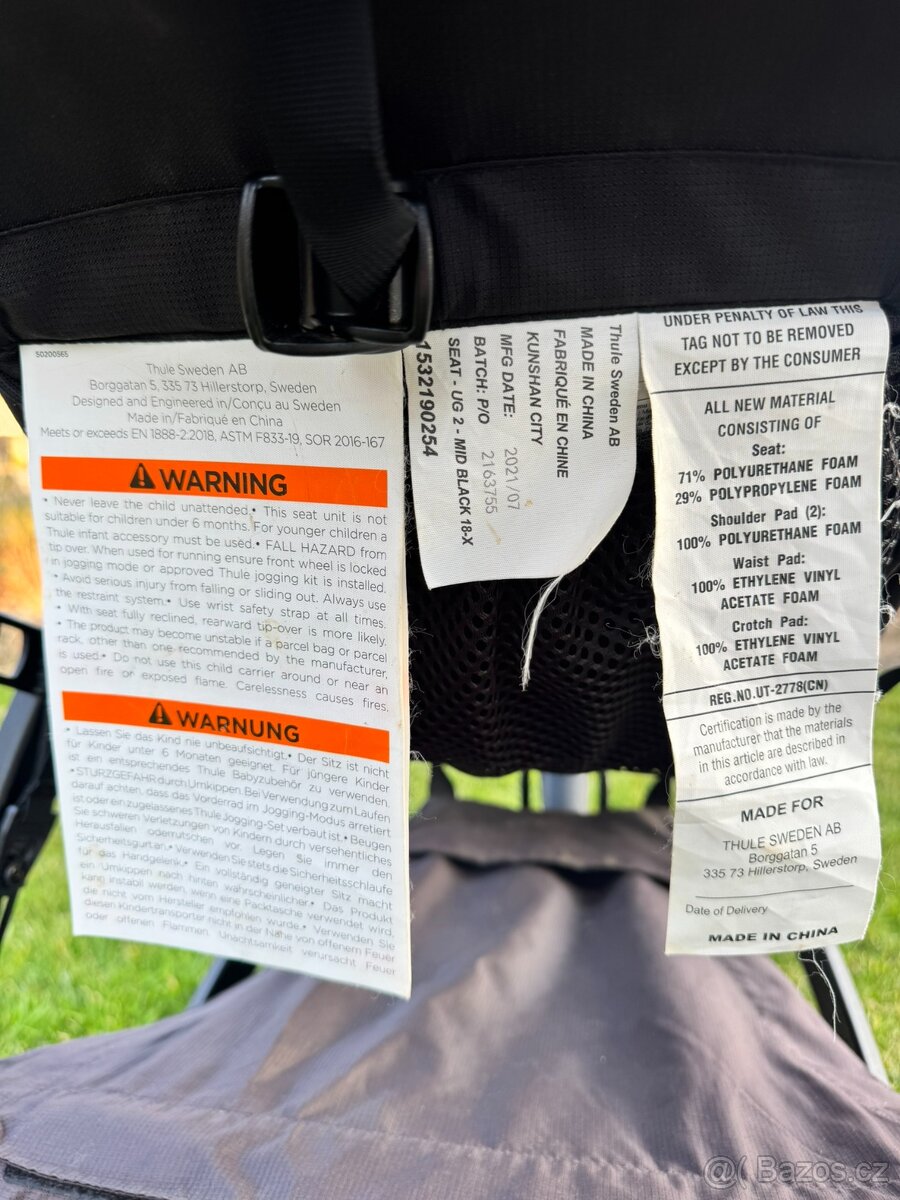 50200565
Thule Sweden AB
Borggatan 5, 335 73 Hillerstorp, Sweden
Designed and Engineered in/Conçu au Sweden
Made in/Fabriqué en China
Meets or exceeds EN 1888-2:2018, ASTM F833-19, SOR 2016-167
WARNING
• Never leave the child unattended.• This seat unit is not
suitable for children under 6 months. For younger children a
Thule infant accessory must be used.• FALL HAZARD from
tip over. When used for running ensure front wheel is locked
in jogging mode or approved Thule jogging kit is installed.
• Avoid serious injury from falling or sliding out. Always use
the restraint system.• Use wrist safety strap at all times.
• With seat fully reclined, rearward tip-over is more likely.
• The product may become unstable if a parcel bag or parcel
rack, other than one recommended by the manufacturer,
is used.• Do not use this child carrier around or near an
open fire or exposed flame. Carelessness causes fires.
WARNUNG
• Lassen Sie das Kind nie unbeaufsichtigt.• Der Sitz ist nicht
für Kinder unter 6 Monaten geeignet. Für jüngere Kinder
ist ein entsprechendes Thule Babyzubehör zu verwenden.
• STURZGEFAHR durch Umkippen. Bei Verwendung zum Laufen
darauf achten, dass das Vorderrad im Jogging-Modus arretiert
ist oder ein zugelassenes Thule Jogging-Set verbaut ist.• Beugen
Sie schweren Verletzungen von Kindern durch versehentliches
Herausfallen oderrutschen vor. Legen Sie immer den
Sicherheitsgurt an.• Verwenden Sie stets die Sicherheitsschlaufe
für das Handgelenk.• Ein vollständig geneigter Sitz macht
ein Umkippen nach hinten wahrscheinlicher.• Das Produkt
kann instabil werden, wenn eine Packtasche verwendet wird,
die nicht vom Hersteller empfohlen wurde.• Verwenden Sie
diesen Kindertransporter nicht in der Nähe von offenem Feuer
oder offenen Flammen. Unachtsamkeit verursacht Feuer
Thule Sweden AB
MADE IN CHINA
FABRIQUÉ EN CHINE
KUNSHAN CITY
MFG DATE: 2021/07
BATCH: P/O 2163755
SEAT - UG 2 - MID BLACK 18-X
1532190254
UNDER PENALTY OF LAW THIS
TAG NOT TO BE REMOVED
EXCEPT BY THE CONSUMER
ALL NEW MATERIAL
CONSISTING OF
Seat:
71% POLYURETHANE FOAM
29% POLYPROPYLENE FOAM
Shoulder Pad (2):
100% POLYURETHANE FOAM
Waist Pad:
100% ETHYLENE VINYL
ACETATE FOAM
Crotch Pad:
100% ETHYLENE VINYL
ACETATE FOAM
REG.NO.UT-2778(CN)
Certification is made by the
manufacturer that the materials
in this article are described in
accordance with law.
MADE FOR
THULE SWEDEN AB
Borggatan 5
335 73 Hillerstorp, Sweden
Date of Delivery
MADE IN CHINA
@( Bazos.cz